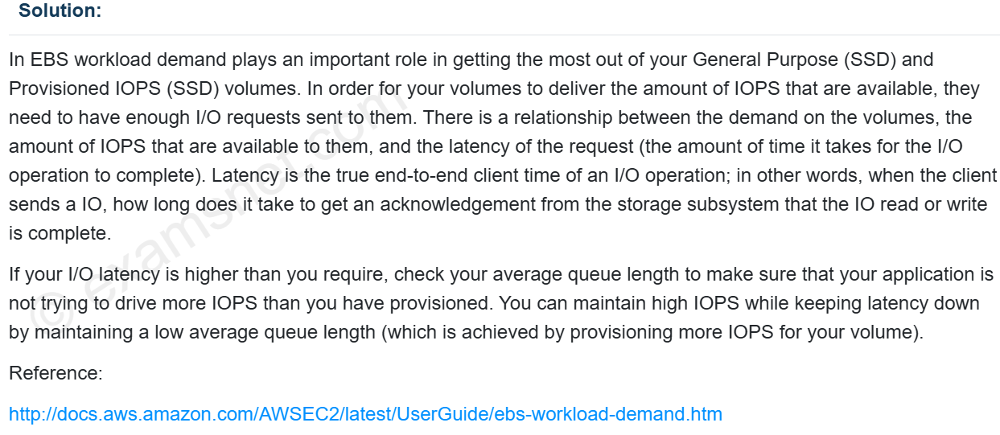 Solution:
In EBS workload demand plays an important role in getting the most out of your General Purpose (SSD) and
Provisioned IOPS (SSD) volumes. In order for your volumes to deliver the amount of IOPS that are available, they
need to have enough I/O requests sent to them. There is a relationship between the demand on the volumes, the
amount of IOPS that are available to them, and the latency of the request (the amount of time it takes for the I/O
operation to complete). Latency is the true end-to-end client time of an I/O operation; in other words, when the client
sends a IO, how long does it take to get an acknowledgement from the storage subsystem that the IO read or write
is complete.
If your I/O latency is higher than you require, check your average queue length to make sure that your application is
not trying to drive more IOPS than you have provisioned. You can maintain high IOPS while keeping latency down
by maintaining a low average queue length (which is achieved by provisioning more IOPS for your volume).
Reference:
http://docs.aws.amazon.com/AWSEC2/latest/UserGuide/ebs-workload-demand.htm
© examsnet.com